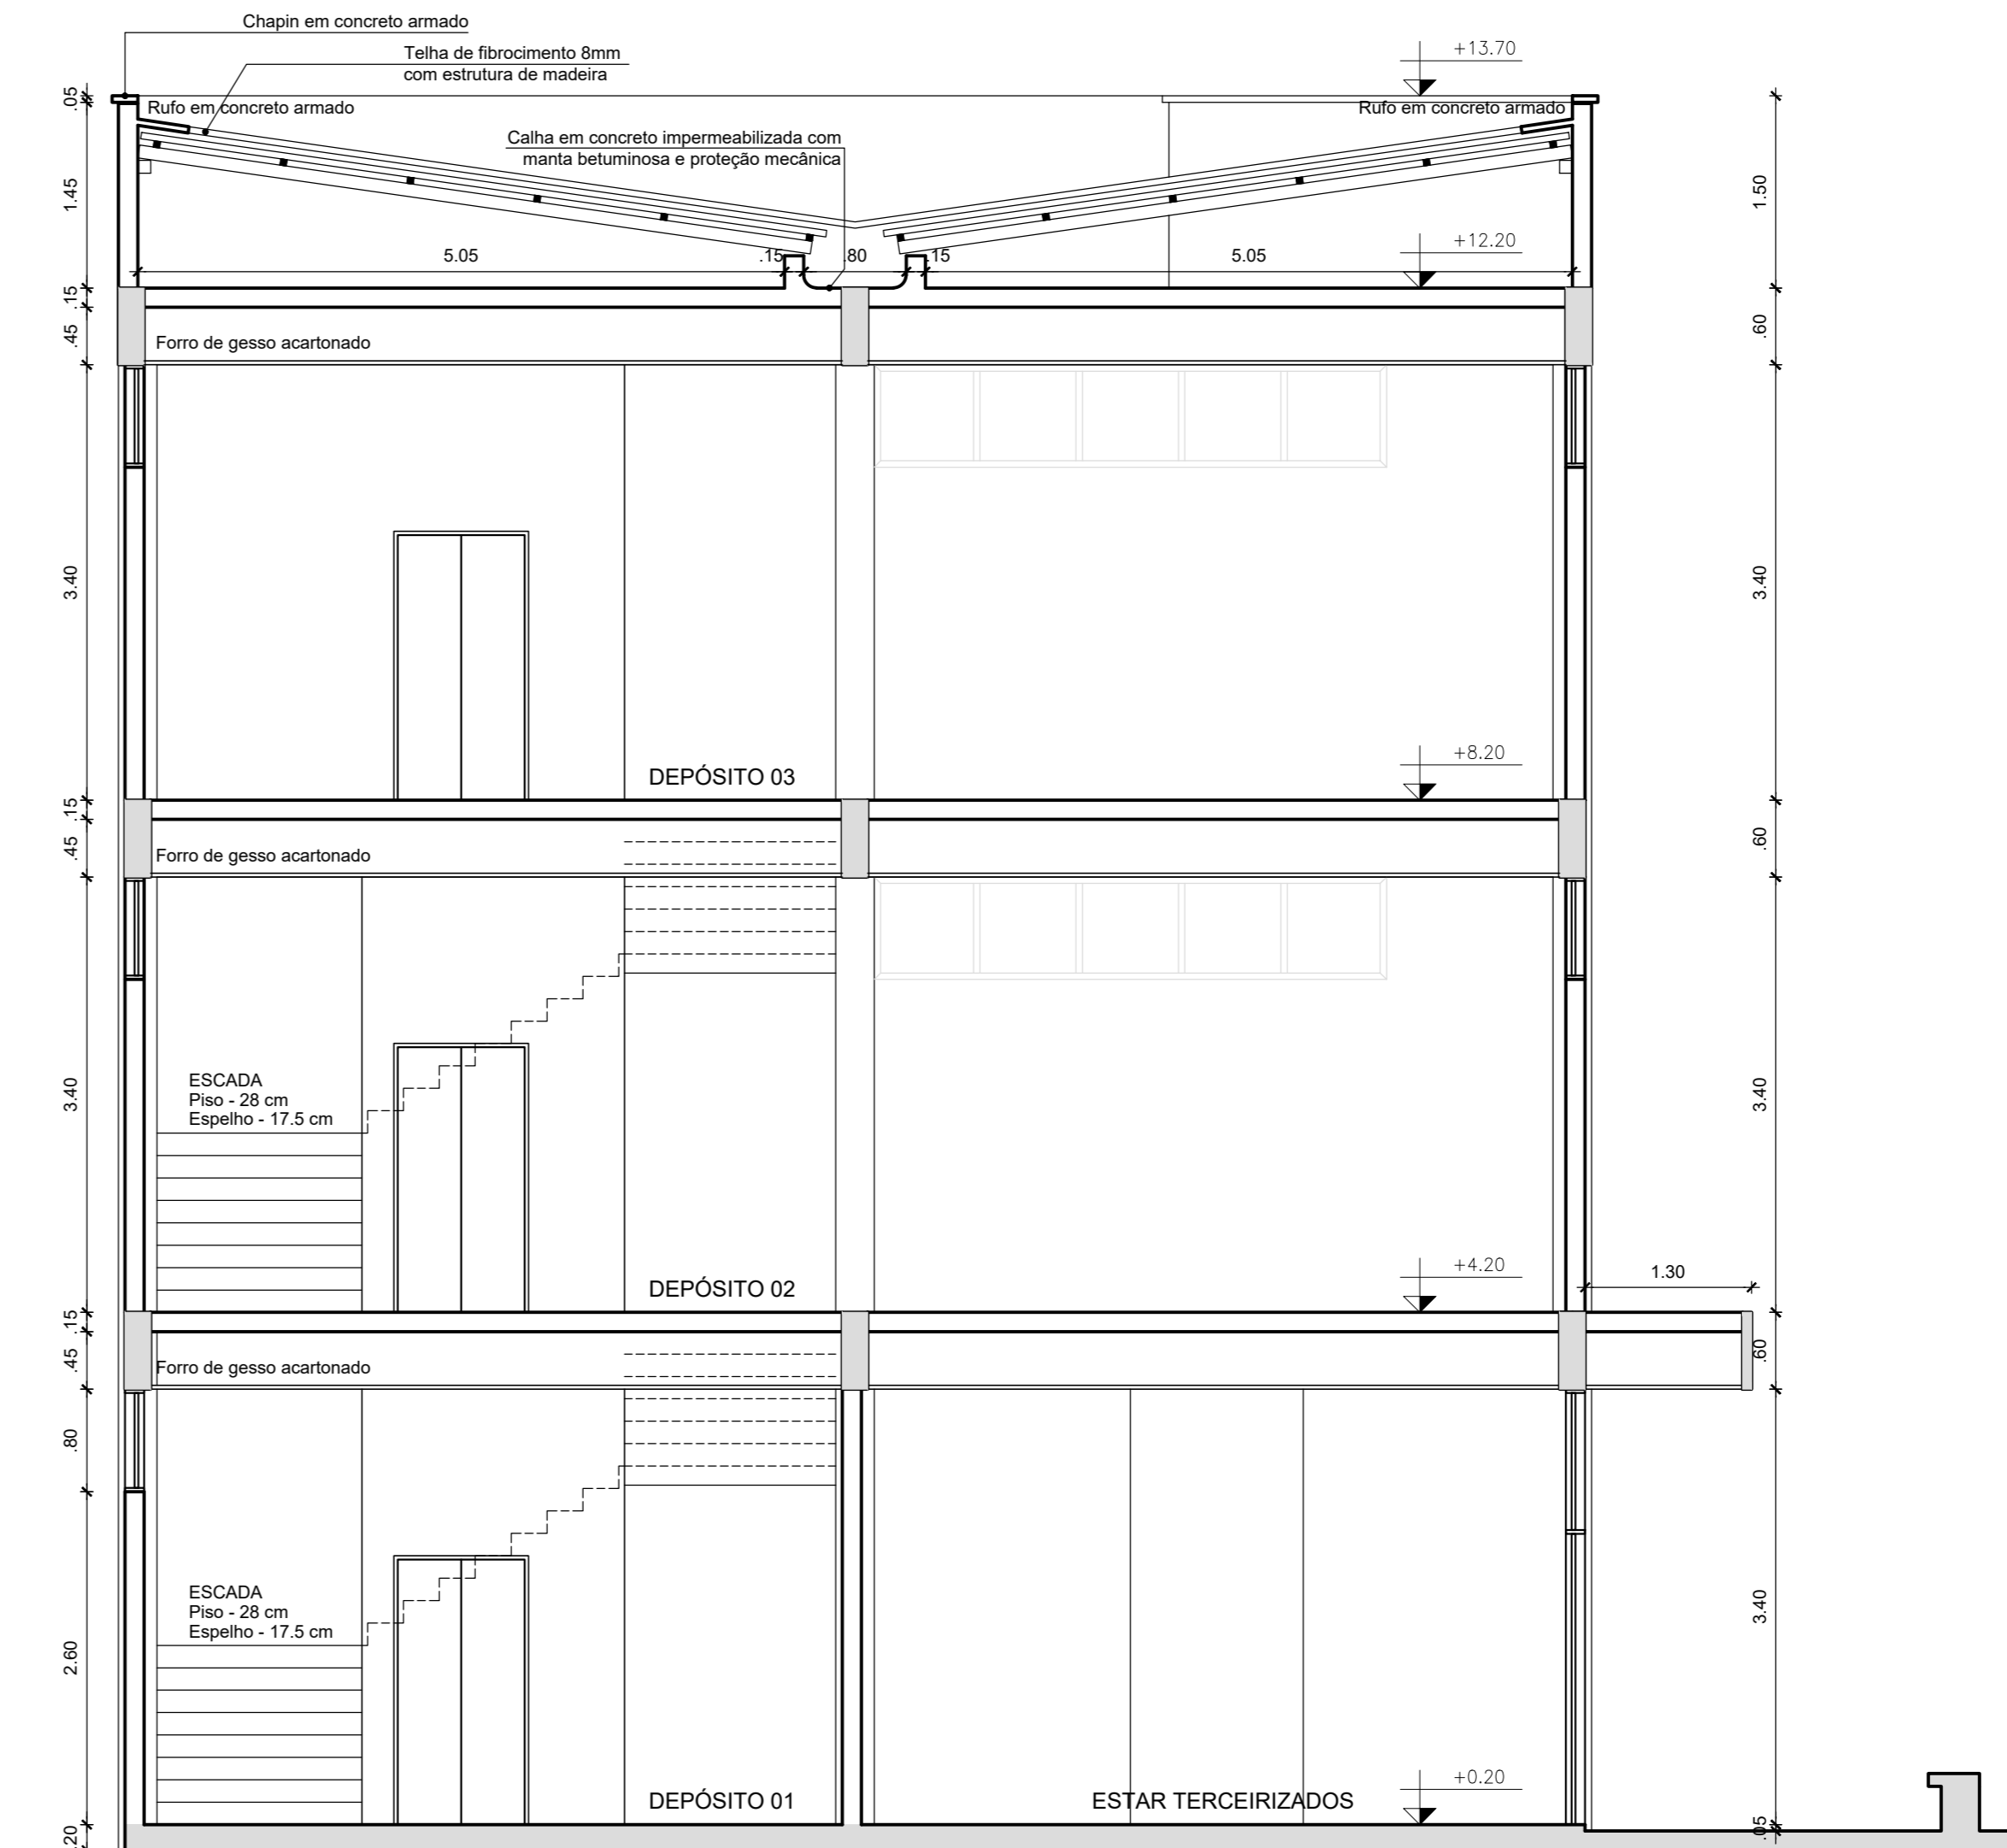 Chapin em concreto armado
Telha de fibrocimento 8mm
com estrutura de madeira
+13.70
.05
Rufo em concreto armado
Rufo em concreto armado
Calha em concreto impermeabilizada com
manta betuminosa e proteção mecânica
1.45
1.50
+12.20
5.05
.15
.80
.15
5.05
.15
.45
.60
Forro de gesso acartonado
3.40
3.40
+8.20
DEPÓSITO 03
.15
.45
.60
Forro de gesso acartonado
ESCADA
Piso - 28 cm
Espelho - 17.5 cm
3.40
3.40
+4.20
1.30
DEPÓSITO 02
.15
.45
.60
Forro de gesso acartonado
.80
ESCADA
Piso - 28 cm
Espelho - 17.5 cm
3.40
2.60
+0.20
DEPÓSITO 01
ESTAR TERCEIRIZADOS
.20
.05